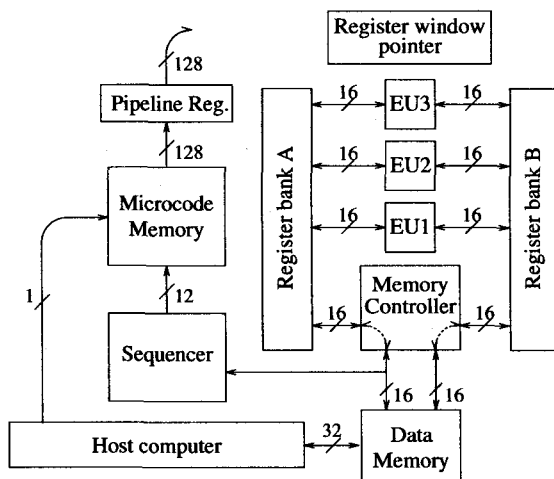 Register window
pointer
128
Pipeline Reg.
128
Microcode
Memory
1
12
Sequencer
Host computer
32
Register bank A
16
EU3
16
16
EU2
16
16
EU1
16
Register bank B
Memory
Controller
16
16
16
16
Data
Memory